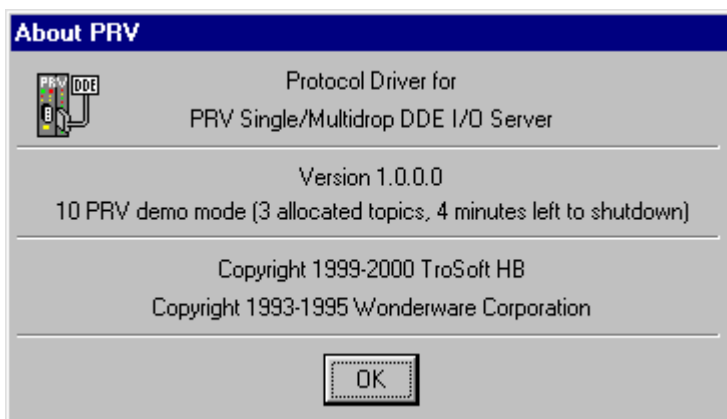 About PRV
PRV DDE
Protocol Driver for
PRV Single/Multidrop DDE I/O Server
Version 1.0.0.0
10 PRV demo mode (3 allocated topics, 4 minutes left to shutdown)
Copyright 1999-2000 TroSoft HB
Copyright 1993-1995 Wonderware Corporation
OK